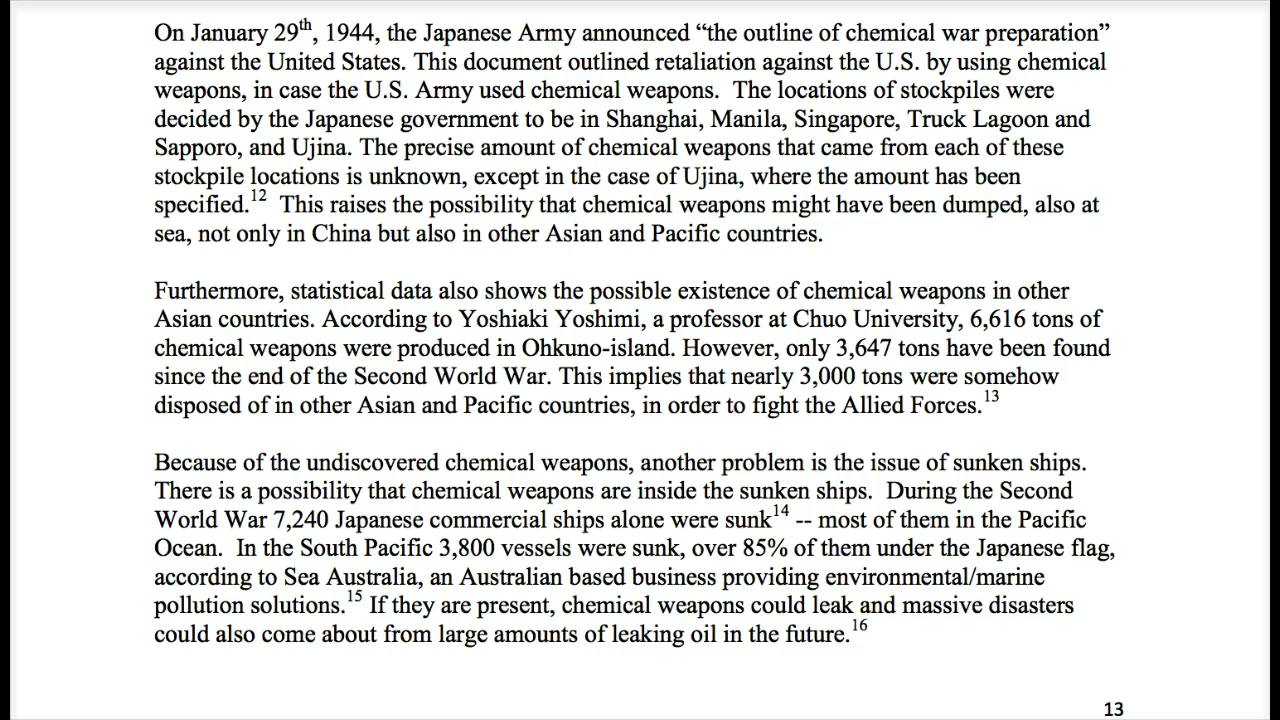 On January 29th, 1944, the Japanese Army announced “the outline of chemical war preparation”
against the United States. This document outlined retaliation against the U.S. by using chemical
weapons, in case the U.S. Army used chemical weapons.  The locations of stockpiles were
decided by the Japanese government to be in Shanghai, Manila, Singapore, Truck Lagoon and
Sapporo, and Ujina. The precise amount of chemical weapons that came from each of these
stockpile locations is unknown, except in the case of Ujina, where the amount has been
specified.12  This raises the possibility that chemical weapons might have been dumped, also at
sea, not only in China but also in other Asian and Pacific countries.
Furthermore, statistical data also shows the possible existence of chemical weapons in other
Asian countries. According to Yoshiaki Yoshimi, a professor at Chuo University, 6,616 tons of
chemical weapons were produced in Ohkuno-island. However, only 3,647 tons have been found
since the end of the Second World War. This implies that nearly 3,000 tons were somehow
disposed of in other Asian and Pacific countries, in order to fight the Allied Forces.13
Because of the undiscovered chemical weapons, another problem is the issue of sunken ships.
There is a possibility that chemical weapons are inside the sunken ships.  During the Second
World War 7,240 Japanese commercial ships alone were sunk14 -- most of them in the Pacific
Ocean.  In the South Pacific 3,800 vessels were sunk, over 85% of them under the Japanese flag,
according to Sea Australia, an Australian based business providing environmental/marine
pollution solutions.15 If they are present, chemical weapons could leak and massive disasters
could also come about from large amounts of leaking oil in the future.16
13